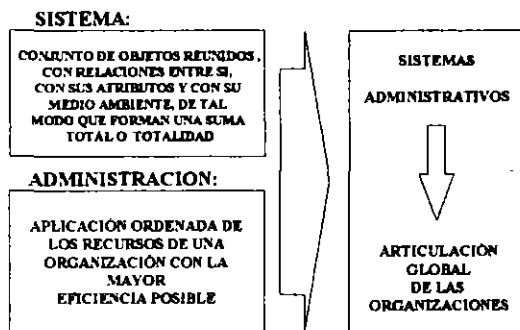 SISTEMA:
CONJUNTO DE OBJETOS REUNIDOS,
CON RELACIONES ENTRE SI,
CON SUS ATRIBUTOS Y CON SU
MEDIO AMBIENTE, DE TAL
MODO QUE FORMAN UNA SUMA
TOTAL O TOTALIDAD
ADMINISTRACION:
APLICACIÓN ORDENADA DE
LOS RECURSOS DE UNA
ORGANIZACIÓN CON LA
MAYOR
EFICIENCIA POSIBLE
SISTEMAS
ADMINISTRATIVOS
ARTICULACIÓN
GLOBAL
DE LAS
ORGANIZACIONES